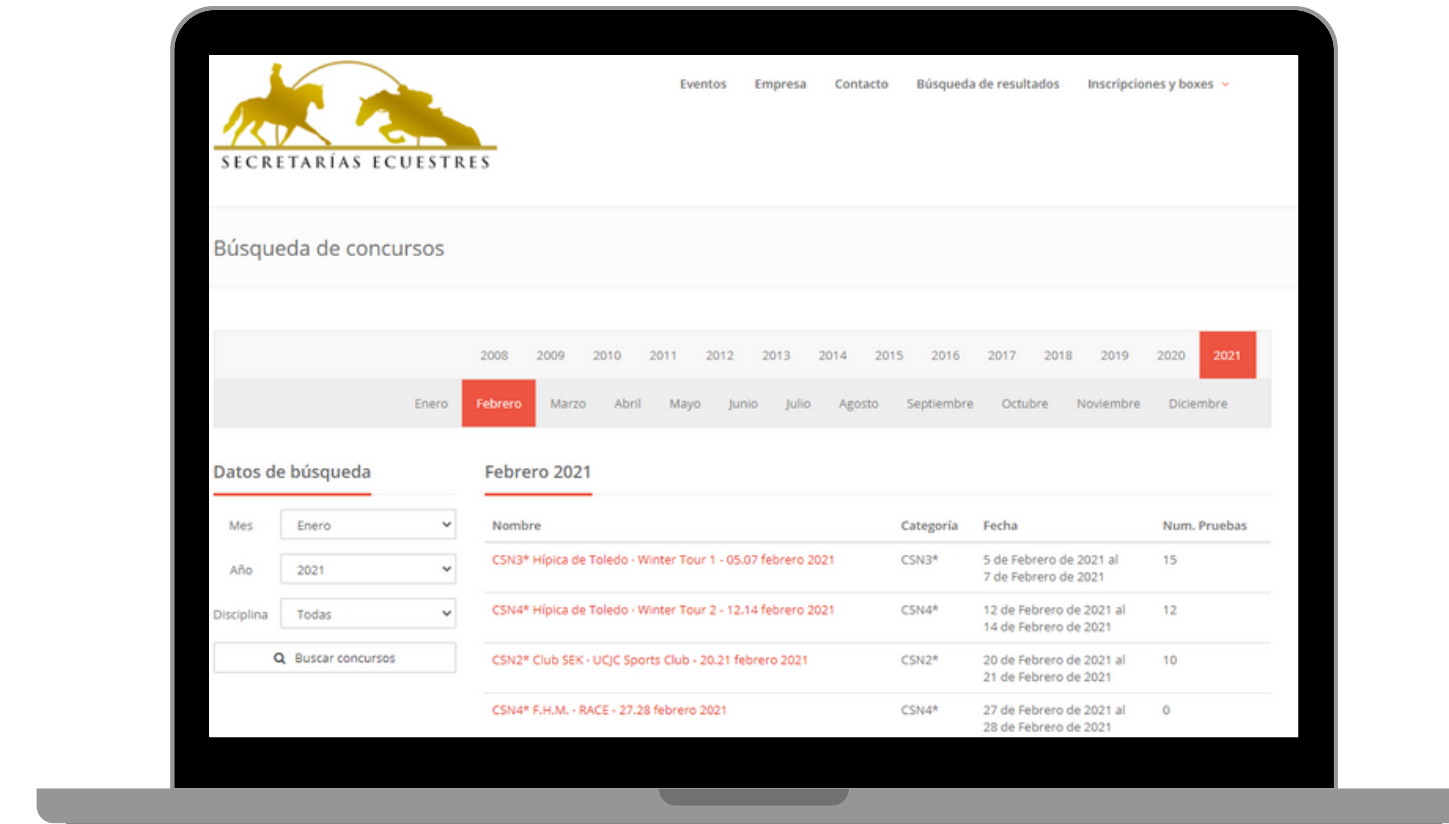 Eventos Empresa Contacto Búsqueda de resultados Inscripciones y boxes
SECRETARÍAS ECUESTRES
Búsqueda de concursos
2008 2009 2010 2011 2012 2013 2014 2015 2016 2017 2018 2019 2020 2021
Enero Febrero Marzo Abril Mayo Junio Julio Agosto Septiembre Octubre Noviembre Diciembre
Datos de búsqueda
Mes Enero
Año 2021
Disciplina Todas
Buscar concursos
Febrero 2021
Nombre Categoría Fecha Num. Pruebas
CSN3* Hípica de Toledo - Winter Tour 1 - 05.07 febrero 2021 CSN3* 5 de Febrero de 2021 al 15
7 de Febrero de 2021
CSN4* Hípica de Toledo - Winter Tour 2 - 12.14 febrero 2021 CSN4* 12 de Febrero de 2021 al 12
14 de Febrero de 2021
CSN2* Club SEK - UCJC Sports Club - 20.21 febrero 2021 CSN2* 20 de Febrero de 2021 al 10
21 de Febrero de 2021
CSN4* F.H.M. - RACE - 27.28 febrero 2021 CSN4* 27 de Febrero de 2021 al 0
28 de Febrero de 2021